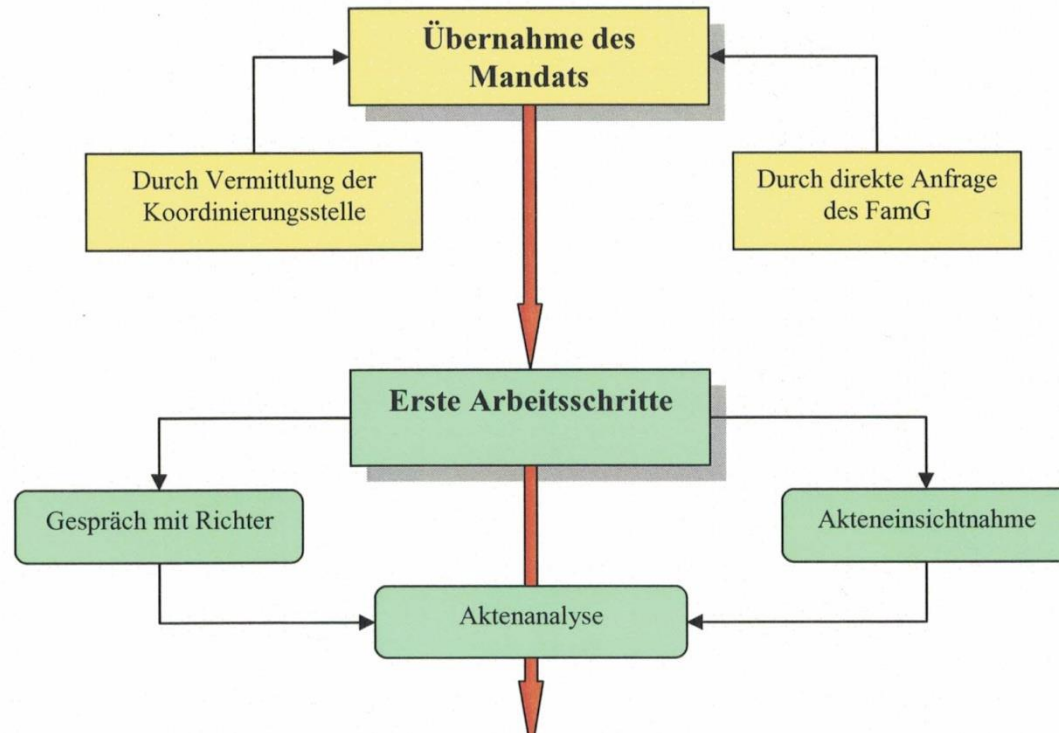 Übernahme des
Mandats
Durch Vermittlung der
Koordinierungsstelle
Durch direkte Anfrage
des FamG
Erste Arbeitsschritte
Gespräch mit Richter
Akteneinsichtnahme
Aktenanalyse